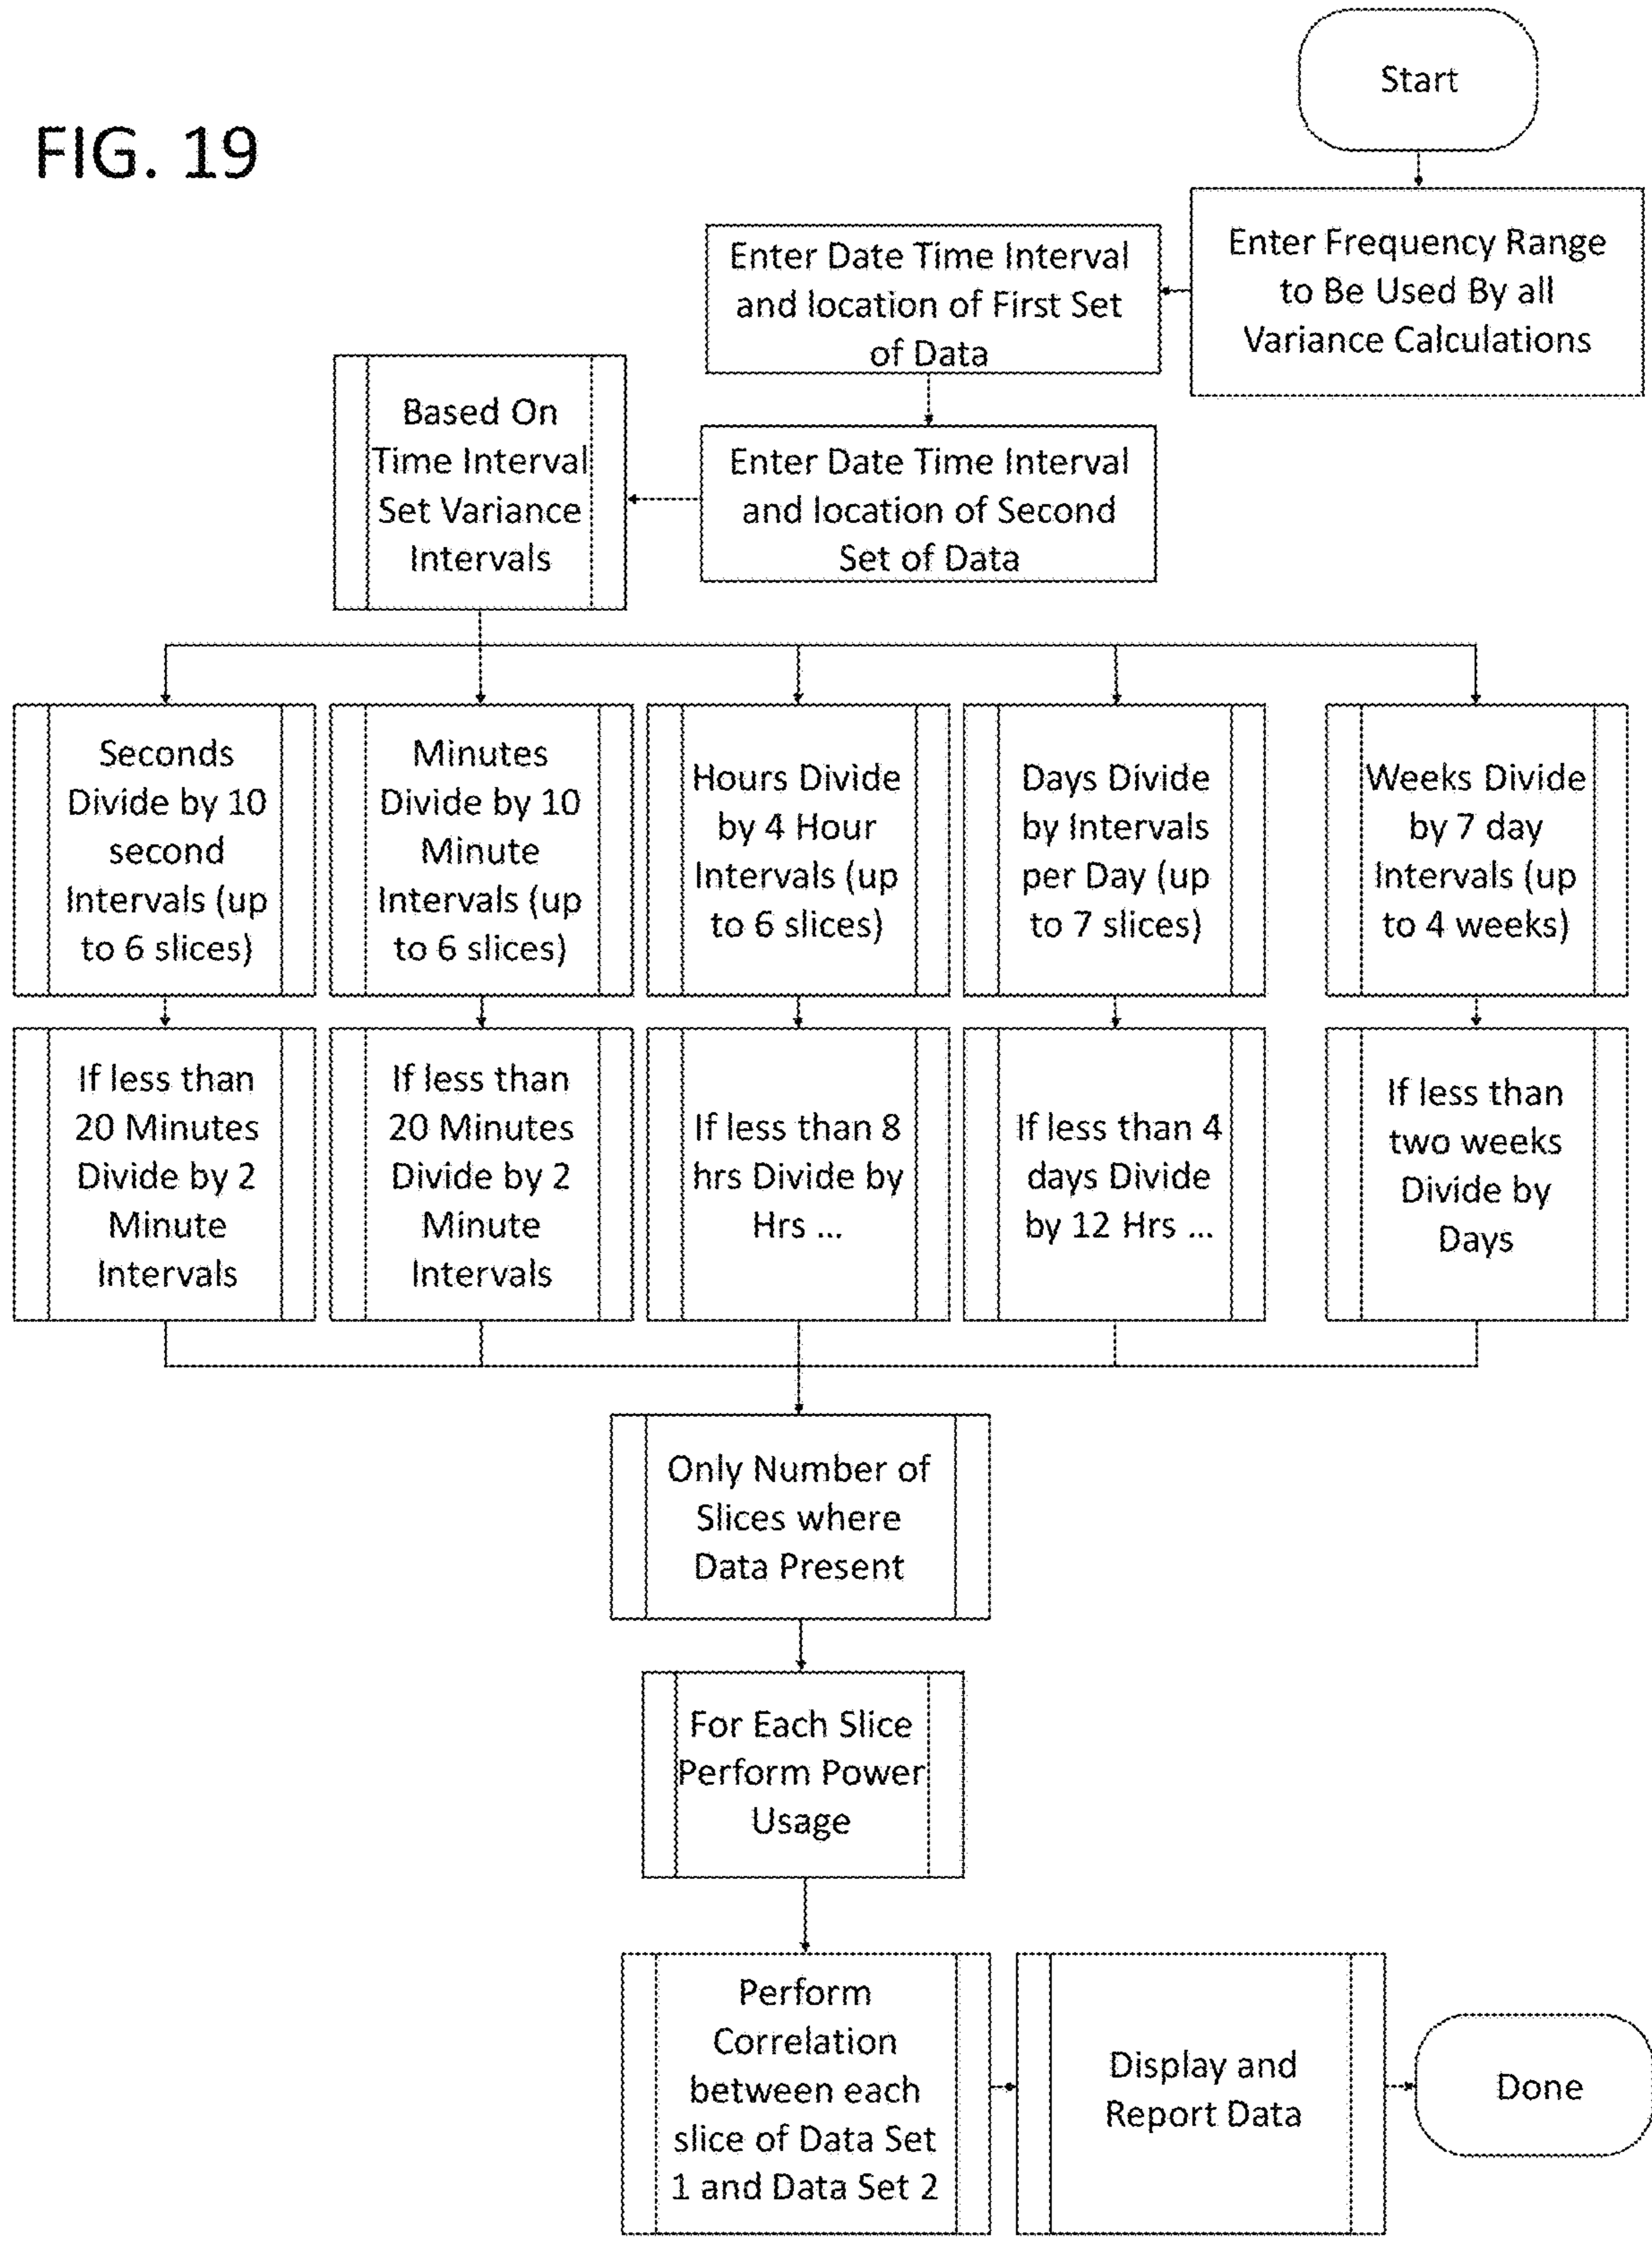 FIG. 19
Start
Enter Frequency Range
to Be Used By all
Variance Calculations
Enter Date Time Interval
and location of First Set
of Data
Enter Date Time Interval
and location of Second
Set of Data
Based On
Time Interval
Set Variance
Intervals
Seconds
Divide by 10
second
Intervals (up
to 6 slices)
Minutes
Divide by 10
Minute
Intervals (up
to 6 slices)
Hours Divide
by 4 Hour
Intervals (up
to 6 slices)
Days Divide
by Intervals
per Day (up
to 7 slices)
Weeks Divide
by 7 day
Intervals (up
to 4 weeks)
If less than
20 Minutes
Divide by 2
Minute
Intervals
If less than
20 Minutes
Divide by 2
Minute
Intervals
If less than 8
hrs Divide by
Hrs ...
If less than 4
days Divide
by 12 Hrs ...
If less than
two weeks
Divide by
Days
Only Number of
Slices where
Data Present
For Each Slice
Perform Power
Usage
Perform
Correlation
between each
slice of Data Set
1 and Data Set 2
Display and
Report Data
Done